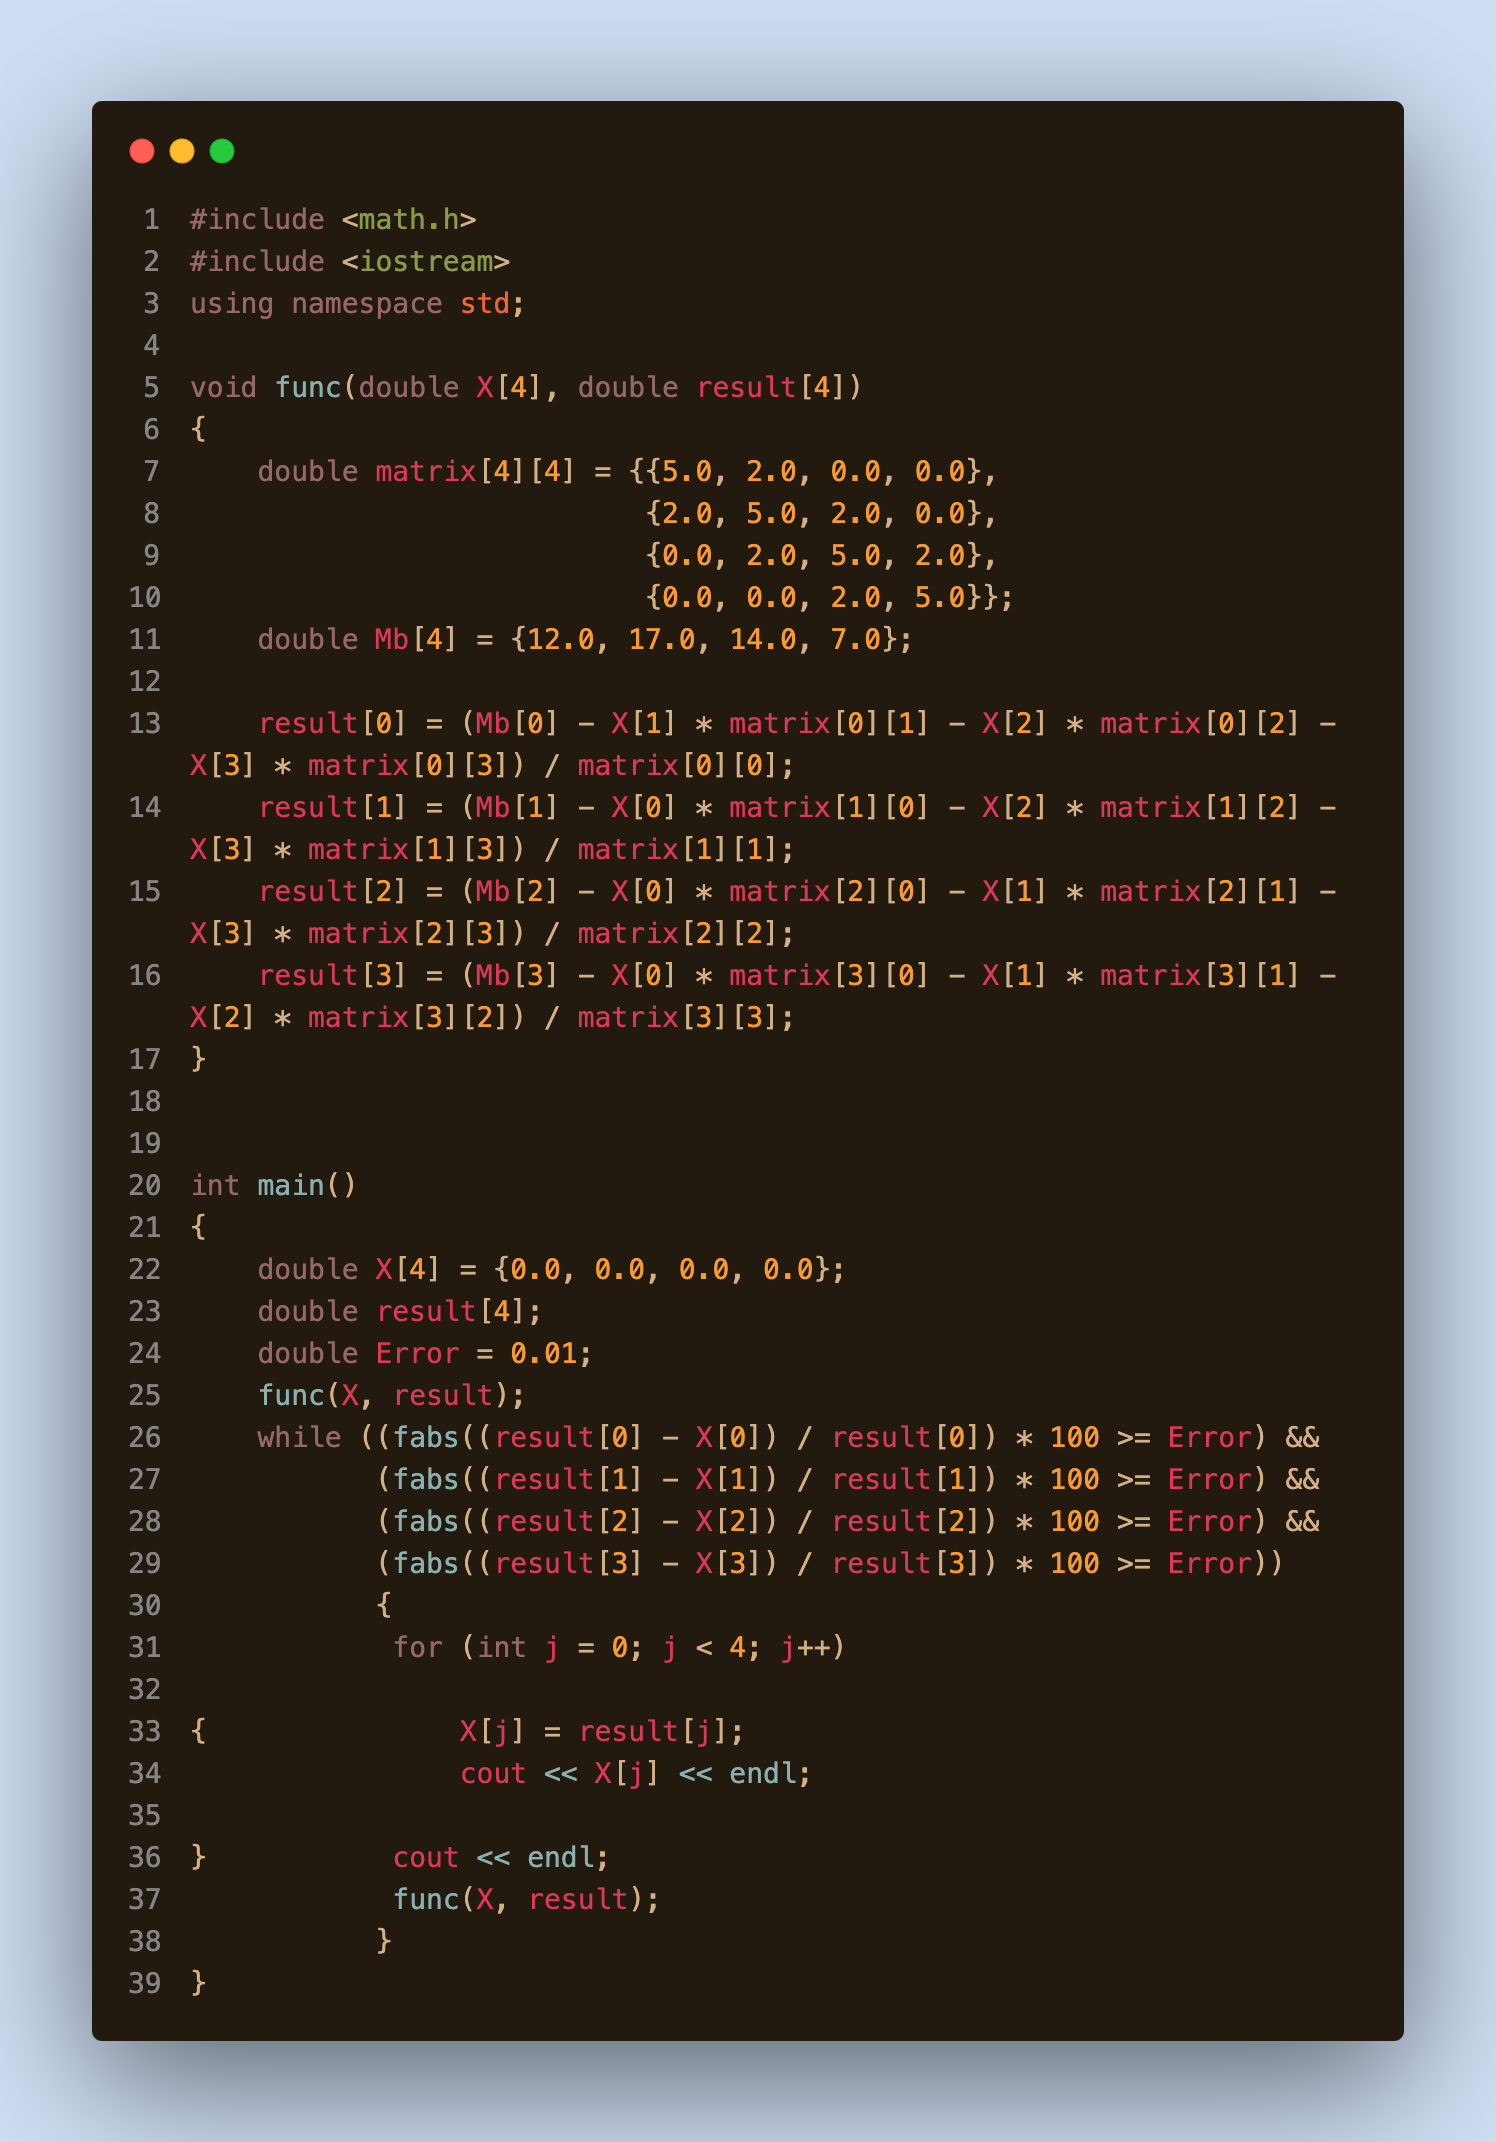 1 #include <math.h>
2 #include <iostream>
3 using namespace std;
4
5 void func(double X[4], double result[4])
6 {
7     double matrix[4][4] = {{5.0, 2.0, 0.0, 0.0},
8                            {2.0, 5.0, 2.0, 0.0},
9                            {0.0, 2.0, 5.0, 2.0},
10                            {0.0, 0.0, 2.0, 5.0}};
11     double Mb[4] = {12.0, 17.0, 14.0, 7.0};
12
13     result[0] = (Mb[0] - X[1] * matrix[0][1] - X[2] * matrix[0][2] -
X[3] * matrix[0][3]) / matrix[0][0];
14     result[1] = (Mb[1] - X[0] * matrix[1][0] - X[2] * matrix[1][2] -
X[3] * matrix[1][3]) / matrix[1][1];
15     result[2] = (Mb[2] - X[0] * matrix[2][0] - X[1] * matrix[2][1] -
X[3] * matrix[2][3]) / matrix[2][2];
16     result[3] = (Mb[3] - X[0] * matrix[3][0] - X[1] * matrix[3][1] -
X[2] * matrix[3][2]) / matrix[3][3];
17 }
18
19
20 int main()
21 {
22     double X[4] = {0.0, 0.0, 0.0, 0.0};
23     double result[4];
24     double Error = 0.01;
25     func(X, result);
26     while ((fabs((result[0] - X[0]) / result[0]) * 100 >= Error) &&
27            (fabs((result[1] - X[1]) / result[1]) * 100 >= Error) &&
28            (fabs((result[2] - X[2]) / result[2]) * 100 >= Error) &&
29            (fabs((result[3] - X[3]) / result[3]) * 100 >= Error))
30            {
31             for (int j = 0; j < 4; j++)
32
33 {               X[j] = result[j];
34                 cout << X[j] << endl;
35
36 }           cout << endl;
37             func(X, result);
38            }
39 }